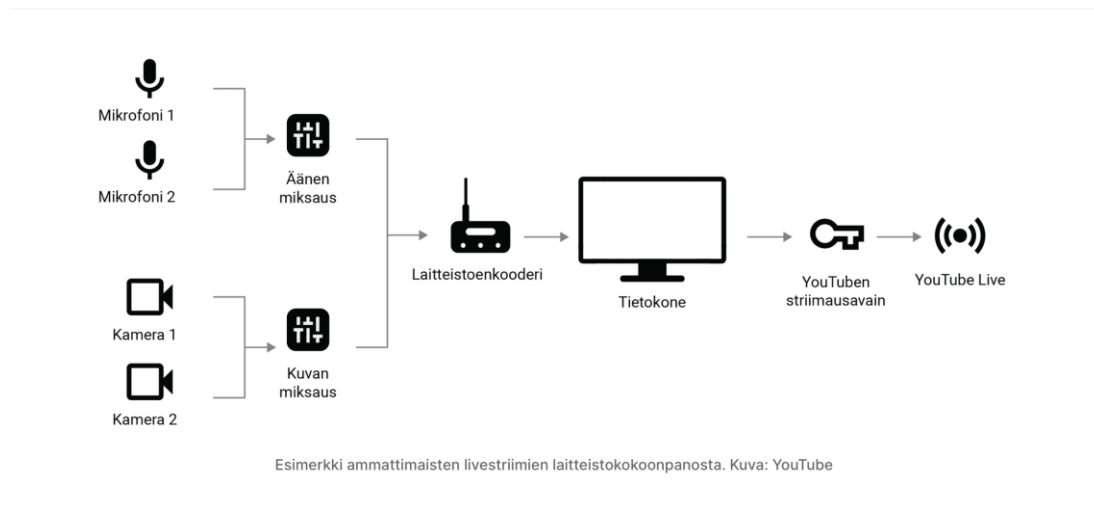 Mikrofoni 1
Mikrofoni 2
Äänen
miksaus
Kamera 1
Kamera 2
Kuvan
miksaus
Laitteistoenkooderi
Tietokone
YouTuben
striimausavain
YouTube Live
Esimerkki ammattimaisten livestriimien laitteistokokoonpanosta. Kuva: YouTube